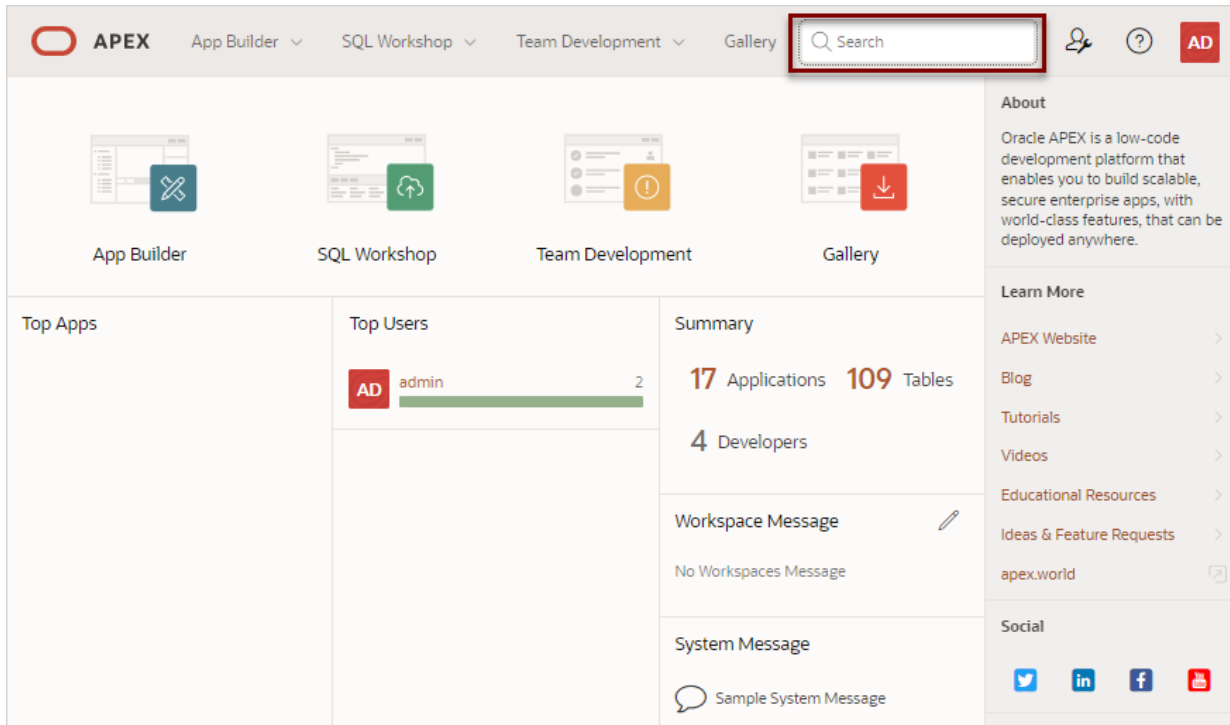 APEX
App Builder
SQL Workshop
Team Development
Gallery
Search
AD
App Builder
SQL Workshop
Team Development
Gallery
Top Apps
Top Users
AD admin 2
Summary
17 Applications 109 Tables
4 Developers
Workspace Message
No Workspaces Message
System Message
Sample System Message
About
Oracle APEX is a low-code
development platform that
enables you to build scalable,
secure enterprise apps, with
world-class features, that can be
deployed anywhere.
Learn More
APEX Website
Blog
Tutorials
Videos
Educational Resources
Ideas & Feature Requests
apex.world
Social